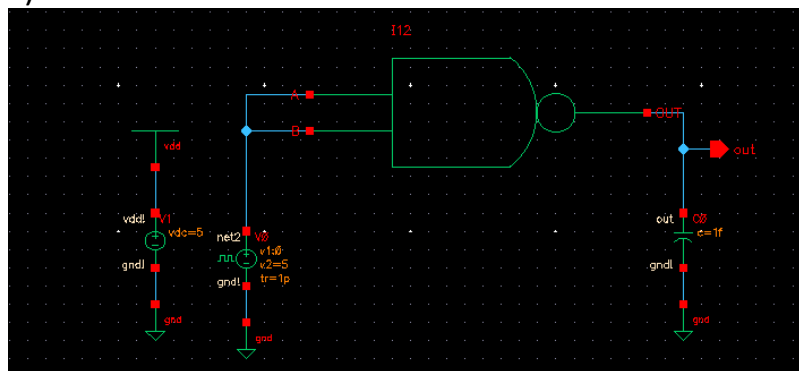 I12
A
B
OUT
out
vdd
vdd!
V1
vdc=5
gnd!
gnd
net2
V0
v1:0
v2=5
tr=1p
gnd!
gnd
out
C0
c=1f
gnd!
gnd